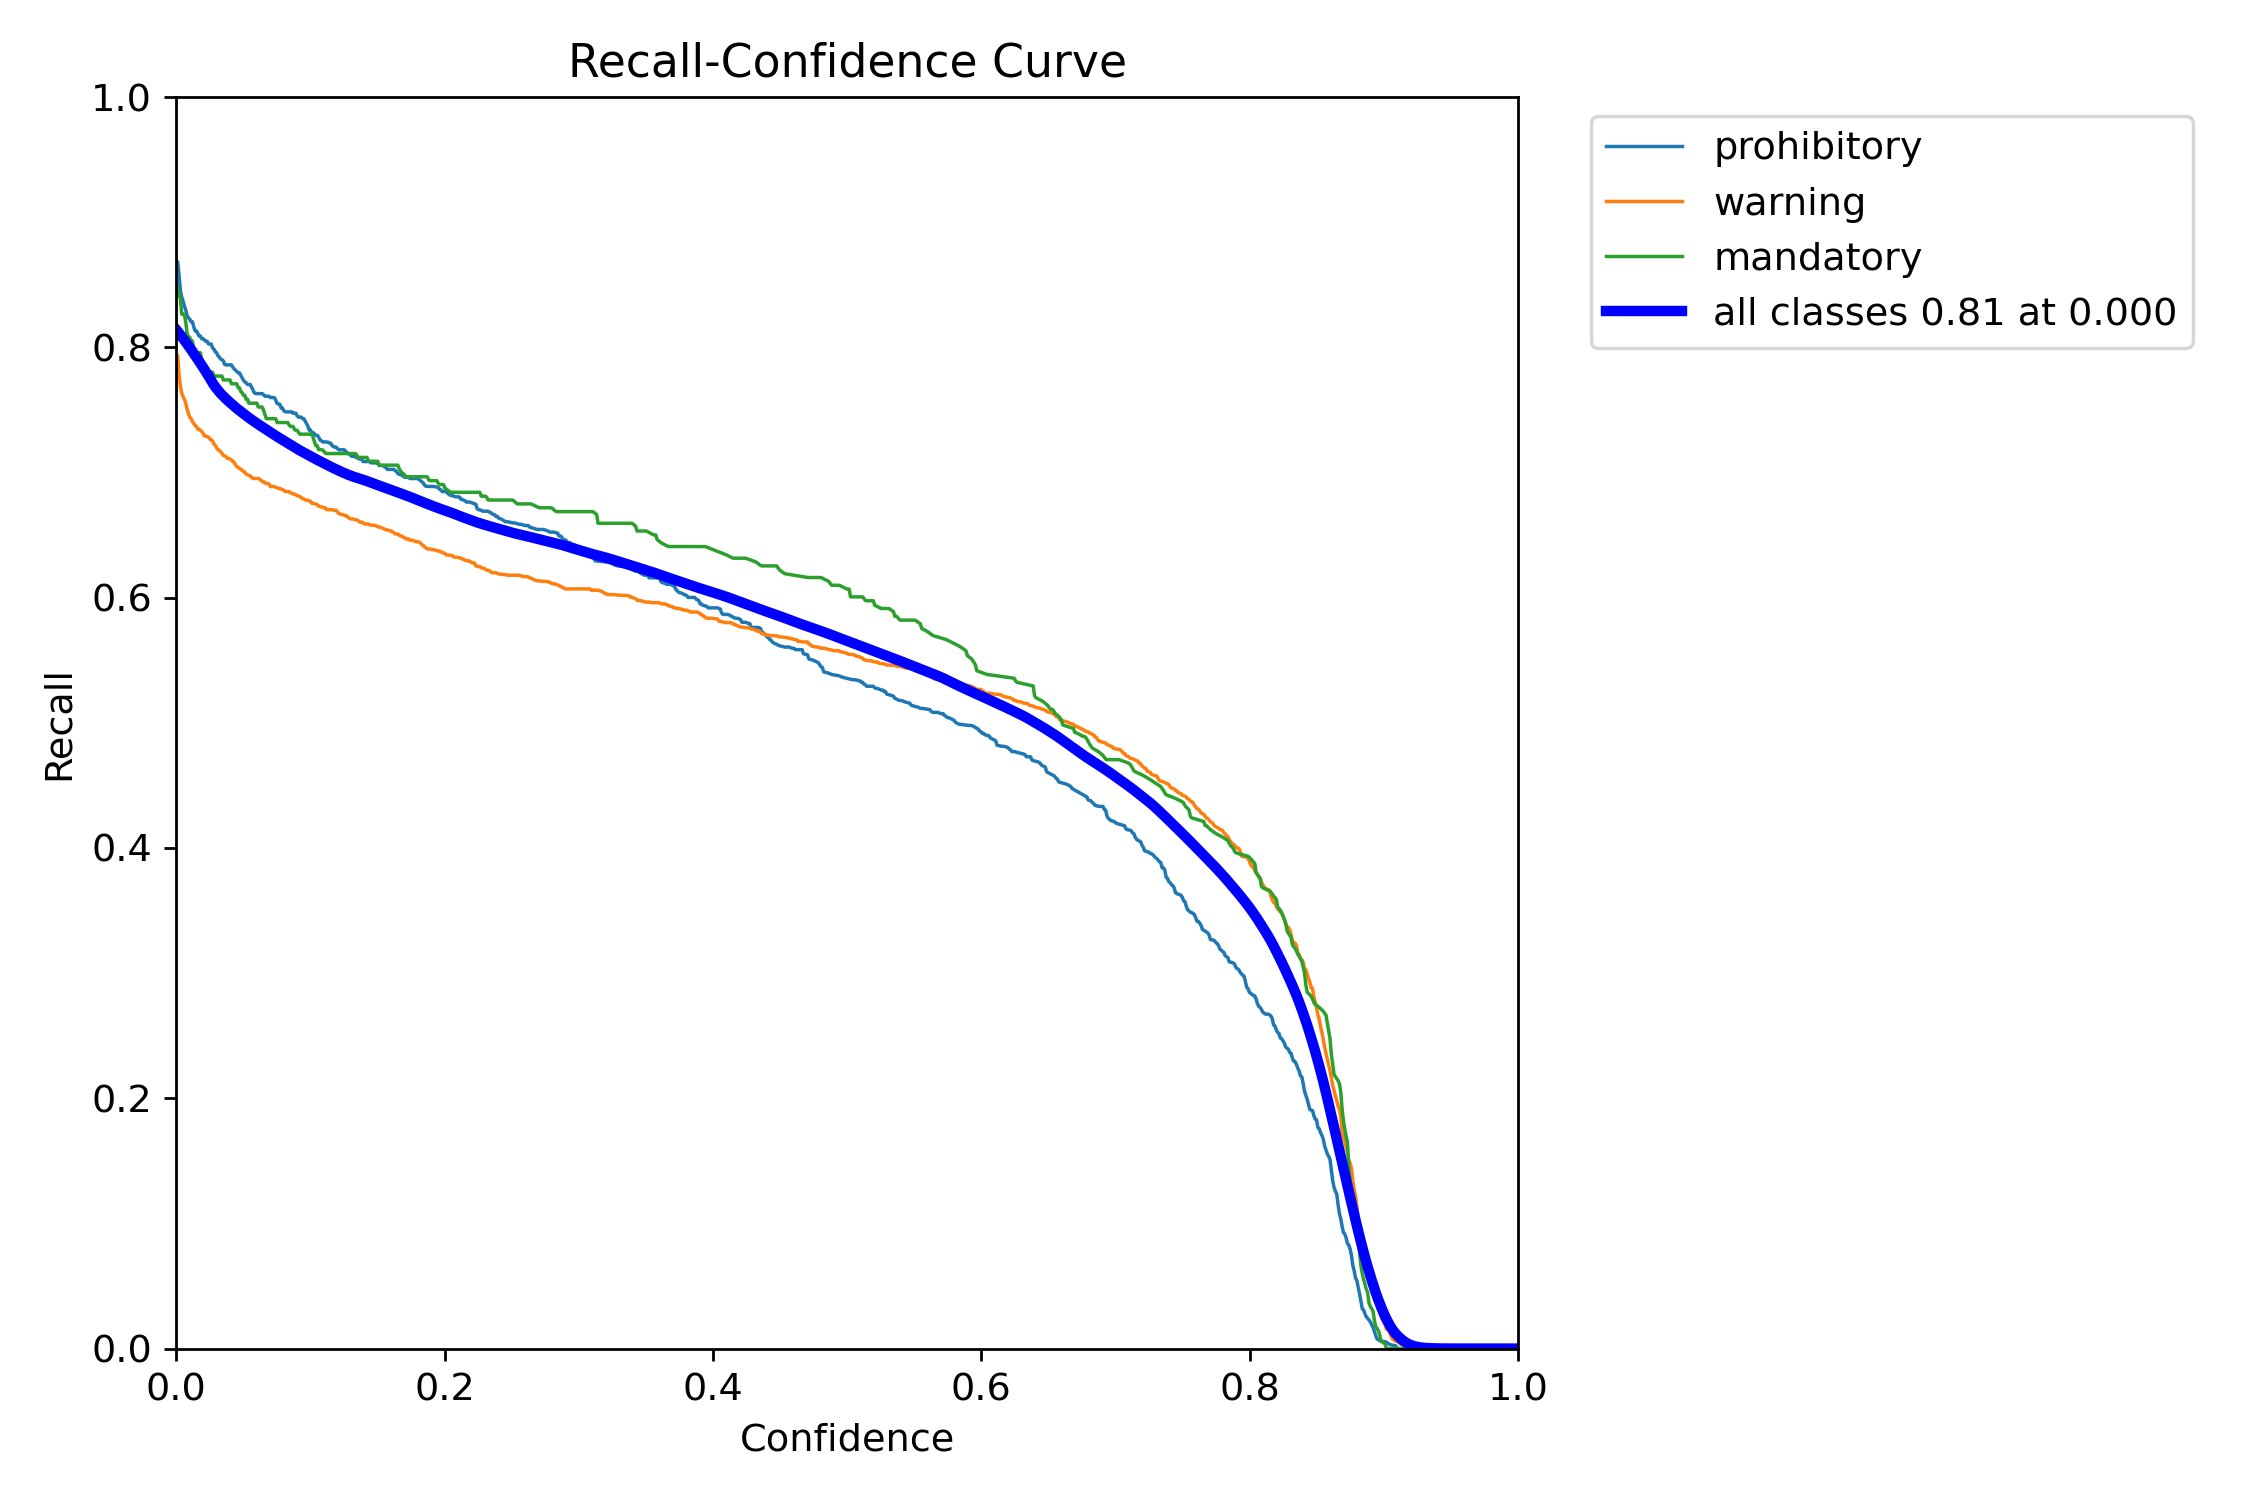 Recall-Confidence Curve
1.0
0.8
0.6
0.4
0.2
0.0
Recall
0.0 0.2 0.4 0.6 0.8 1.0
Confidence
prohibitory
warning
mandatory
all classes 0.81 at 0.000